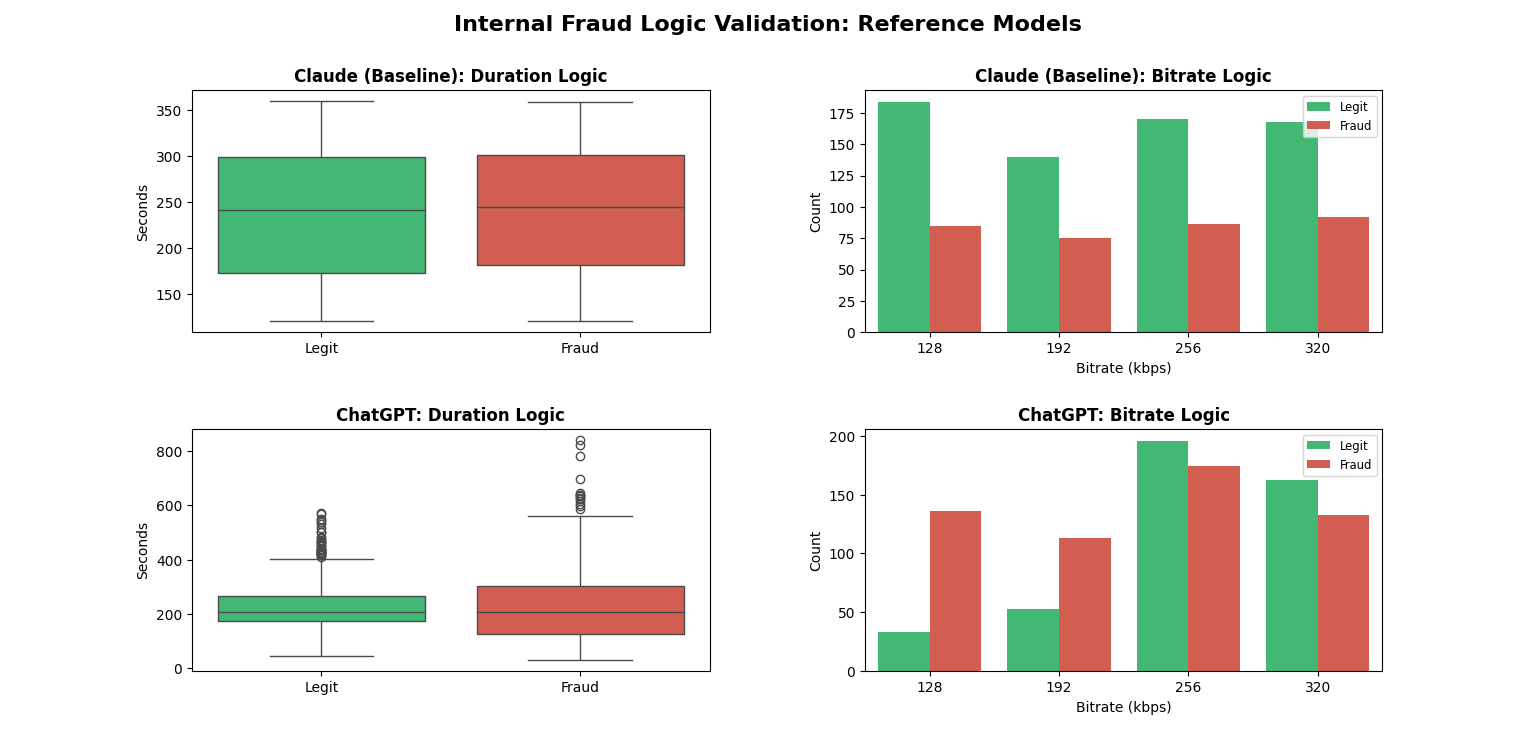 Internal Fraud Logic Validation: Reference Models
Claude (Baseline): Duration Logic
Seconds
350
300
250
200
150
Legit
Fraud
Claude (Baseline): Bitrate Logic
Count
175
150
125
100
75
50
25
0
Legit
Fraud
128
192
256
320
Bitrate (kbps)
ChatGPT: Duration Logic
Seconds
800
600
400
200
0
Legit
Fraud
ChatGPT: Bitrate Logic
Count
200
150
100
50
0
Legit
Fraud
128
192
256
320
Bitrate (kbps)